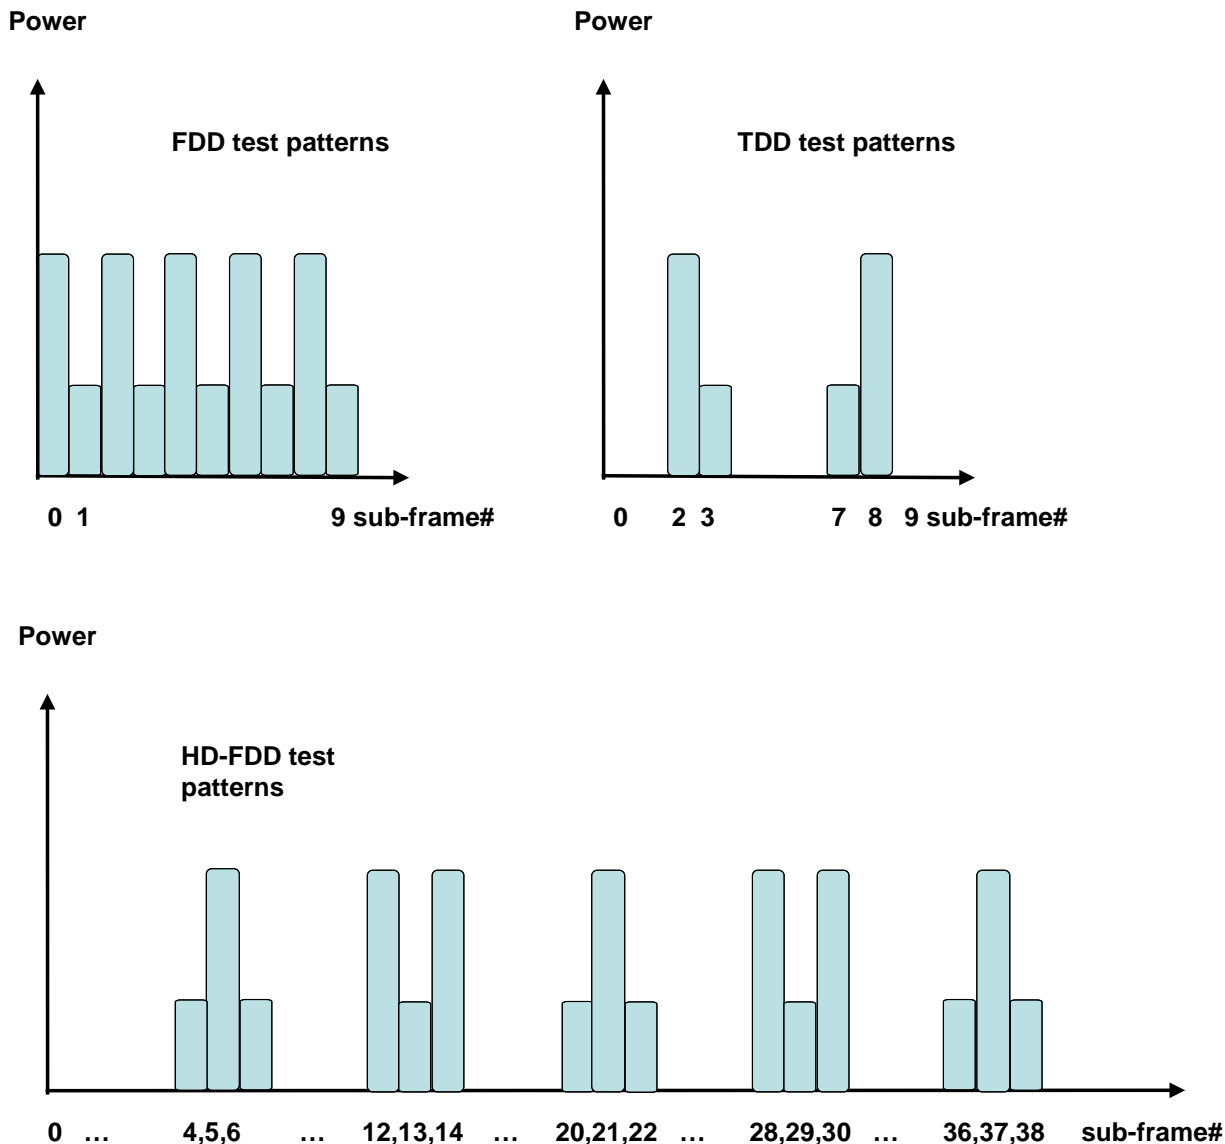 Power
Power
FDD test patterns
TDD test patterns
0 1 9 sub-frame#
0 2 3 7 8 9 sub-frame#
Power
HD-FDD test
patterns
0 ... 4,5,6 ... 12,13,14 ... 20,21,22 ... 28,29,30 ... 36,37,38 sub-frame#